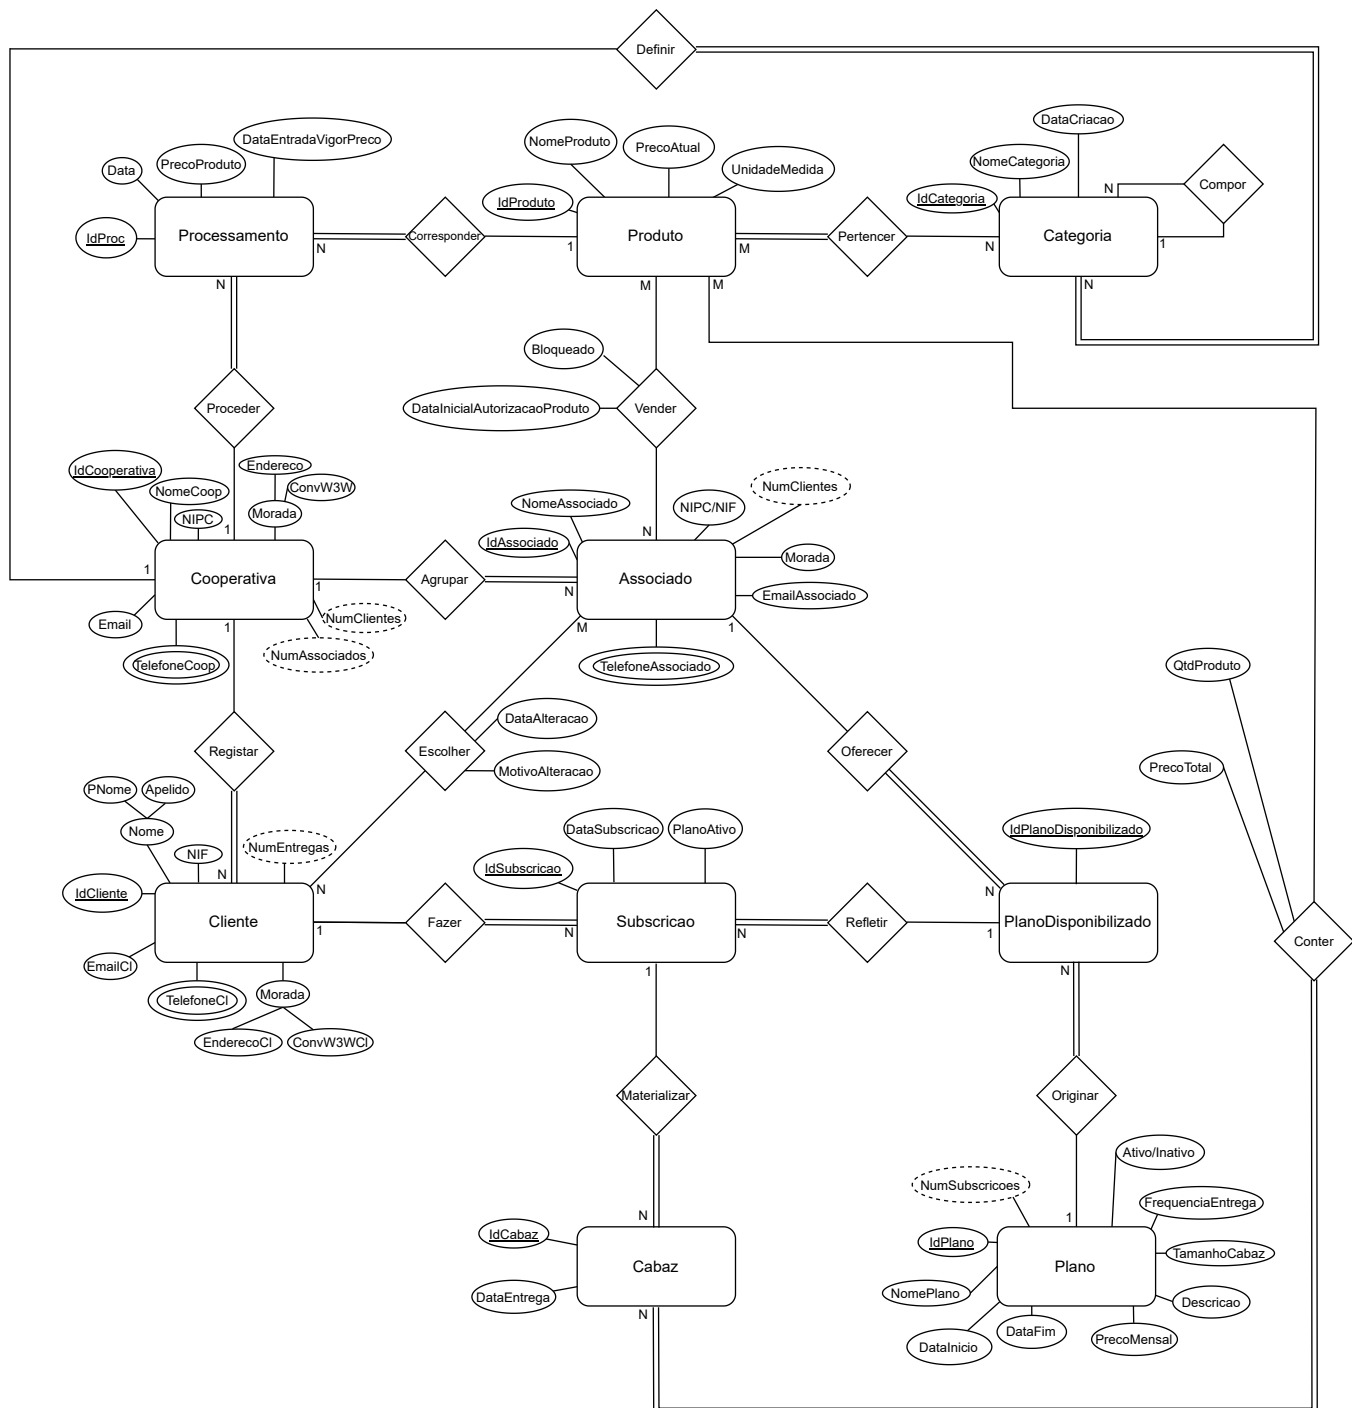 Definir
DataEntradaVigorPreco
PrecoProduto
Data
IdProc
Processamento
N
N
Corresponder
NomeProduto
PrecoAtual
UnidadeMedida
IdProduto
Produto
1
M
M
M
Pertencer
DataCriacao
NomeCategoria
IdCategoria
Categoria
N
N
1
N
Compor
Proceder
Bloqueado
DataInicialAutorizacaoProduto
Vender
IdCooperativa
NomeCoop
NIPC
Endereco
ConvW3W
Morada
1
Cooperativa
1
1
1
Email
TelefoneCoop
NumClientes
NumAssociados
Agrupar
NomeAssociado
NIPC/NIF
NumClientes
IdAssociado
N
Associado
Morada
EmailAssociado
N
M
1
TelefoneAssociado
QtdProduto
PrecoTotal
Registar
Escolher
DataAlteracao
MotivoAlteracao
Oferecer
PNome
Apelido
Nome
NIF
NumEntregas
IdCliente
N
N
Cliente
1
EmailCl
TelefoneCl
Morada
EnderecoCl
ConvW3WCl
Fazer
DataSubscricao
PlanoAtivo
IdSubscricao
Subscricao
N
N
1
Refletir
IdPlanoDisponibilizado
N
PlanoDisponibilizado
1
N
Conter
Materializar
Originar
NumSubscricoes
Ativo/Inativo
FrequenciaEntrega
IdPlano
1
Plano
TamanhoCabaz
NomePlano
Descricao
DataInicio
DataFim
PrecoMensal
N
IdCabaz
Cabaz
DataEntrega
N